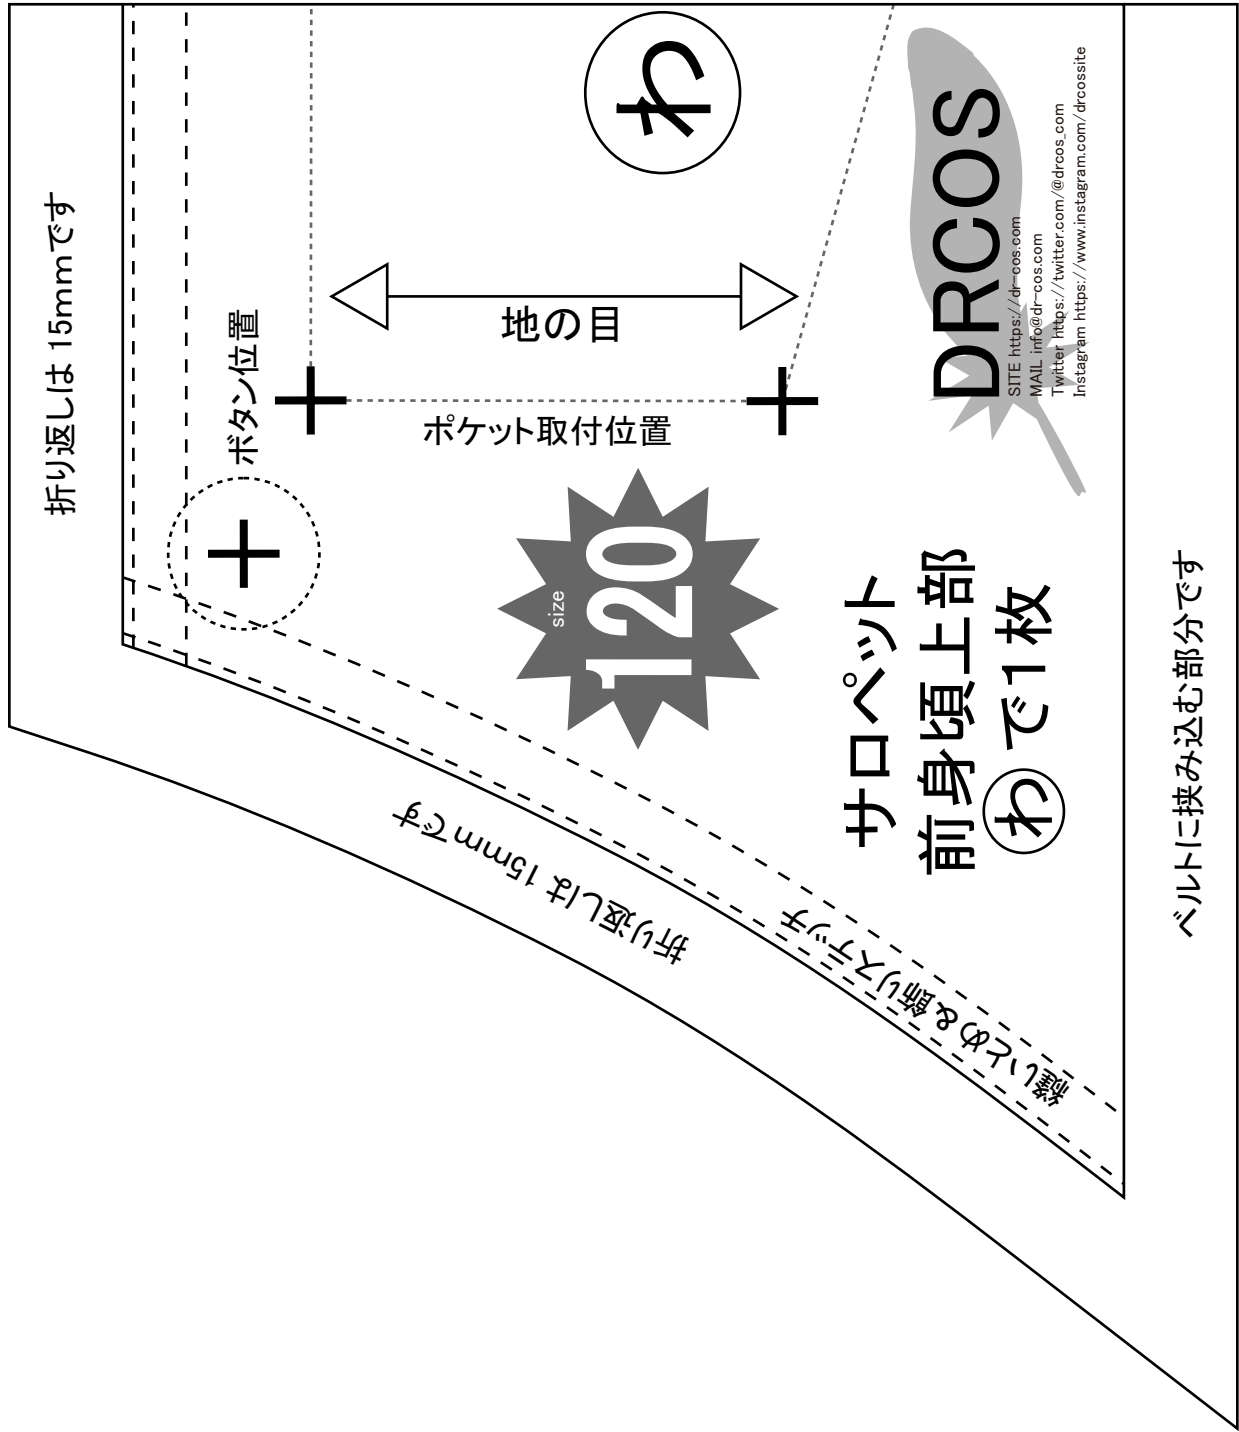 わ
折り返しは 15mmです
ボタン位置
地の目
ポケット取付位置
size
120
DRCOS
SITE https://dr-cos.com
MAIL info@dr-cos.com
Twitter https://twitter.com/@drcos_com
Instagram https://www.instagram.com/drcossite
サロペット
前身頃上部
わで1枚
折り返しは 15mmです
縫いとめ&飾りステッチ
ベルトに挟み込む部分です